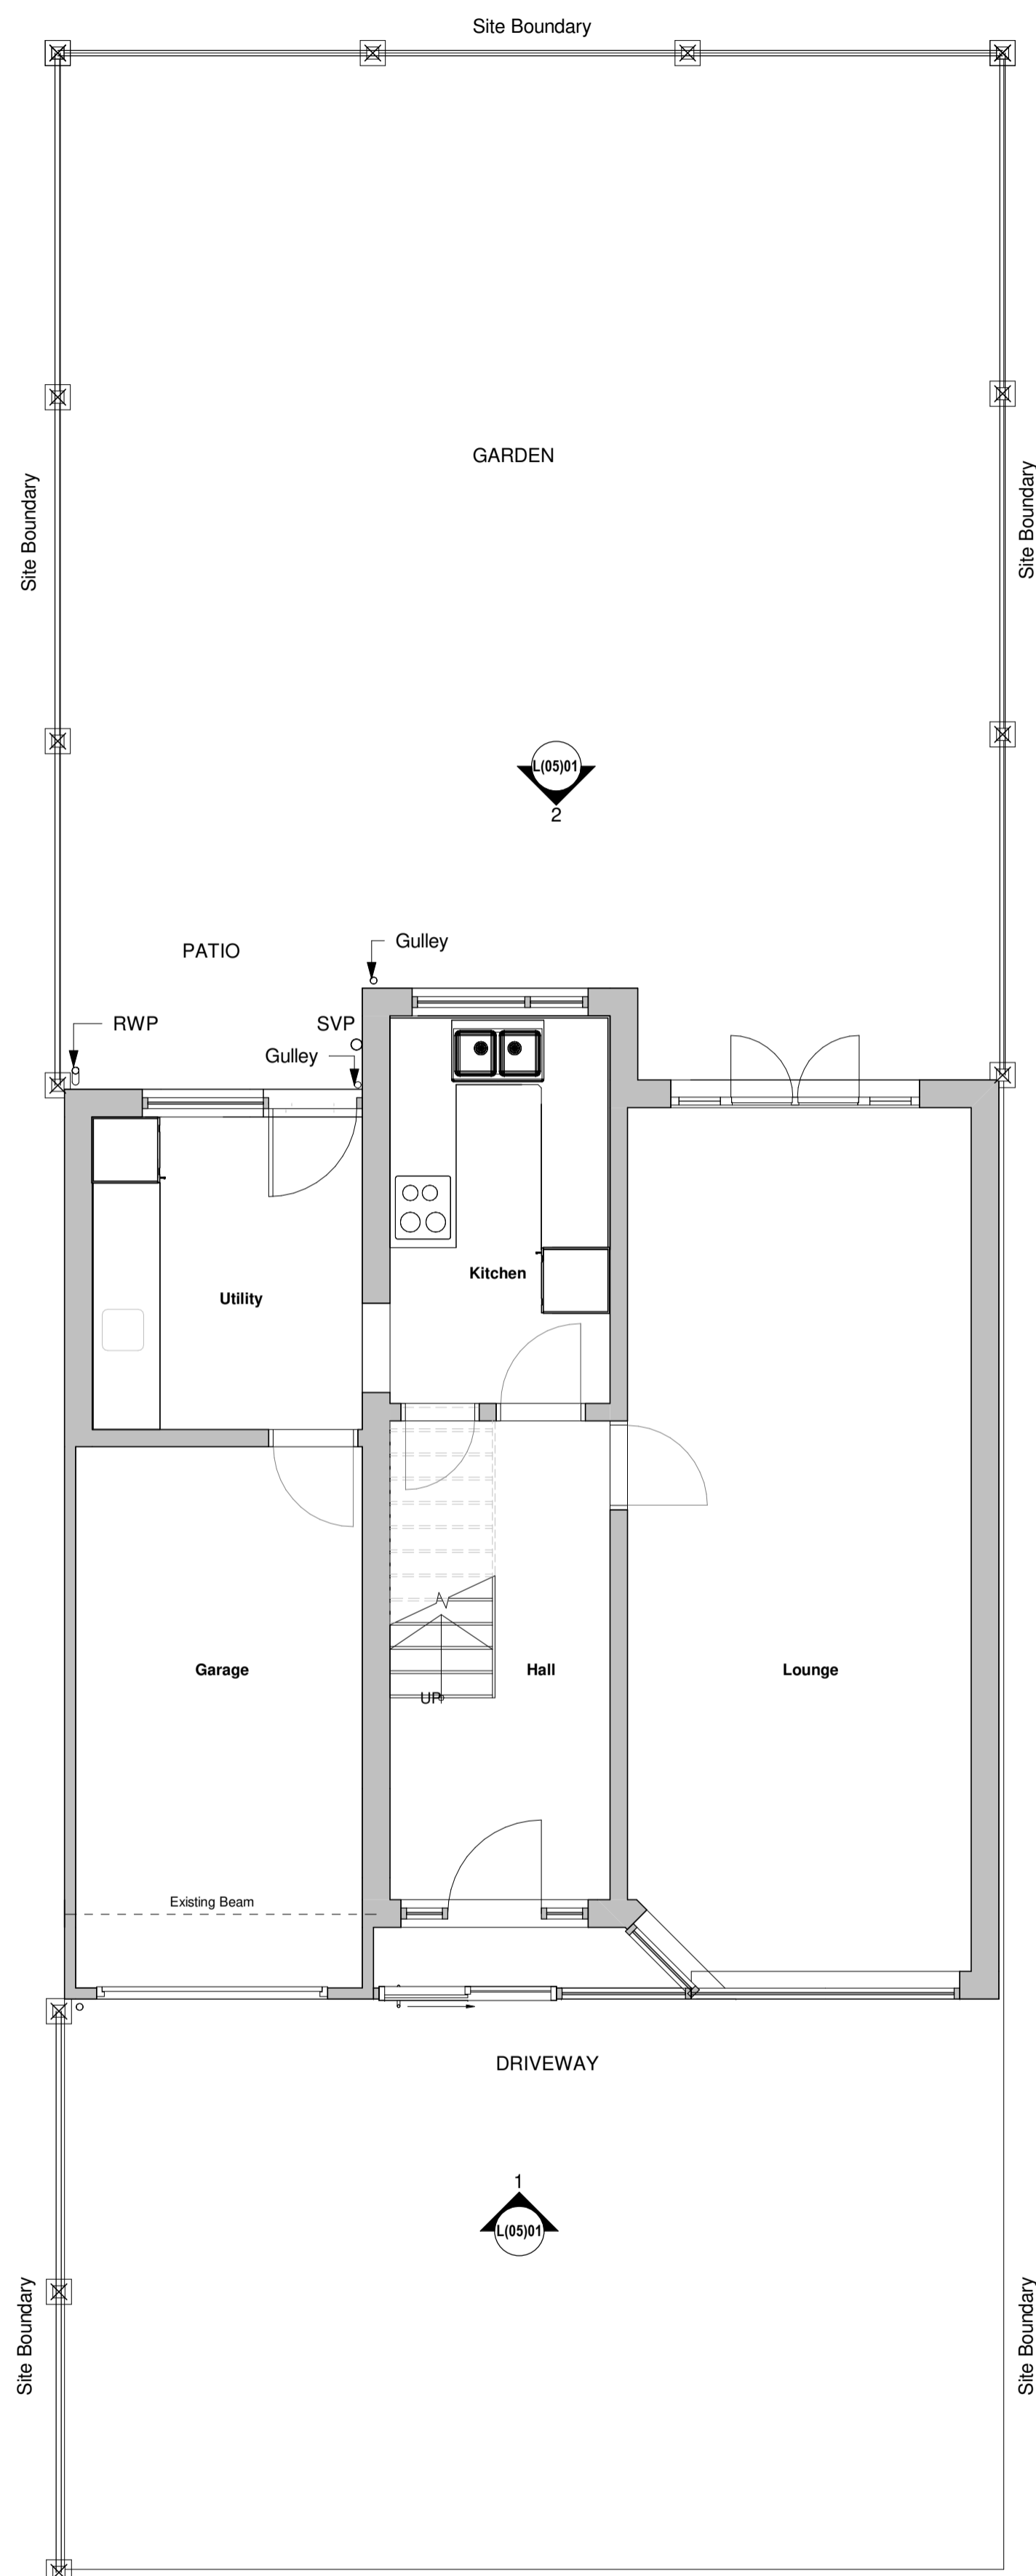 Site Boundary
GARDEN
Site Boundary
Site Boundary
L(05)01
2
Gulley
PATIO
RWP
SVP
Gulley
Kitchen
Utility
Garage
Hall
Lounge
UP
Existing Beam
DRIVEWAY
1
L(05)01
Site Boundary
Site Boundary